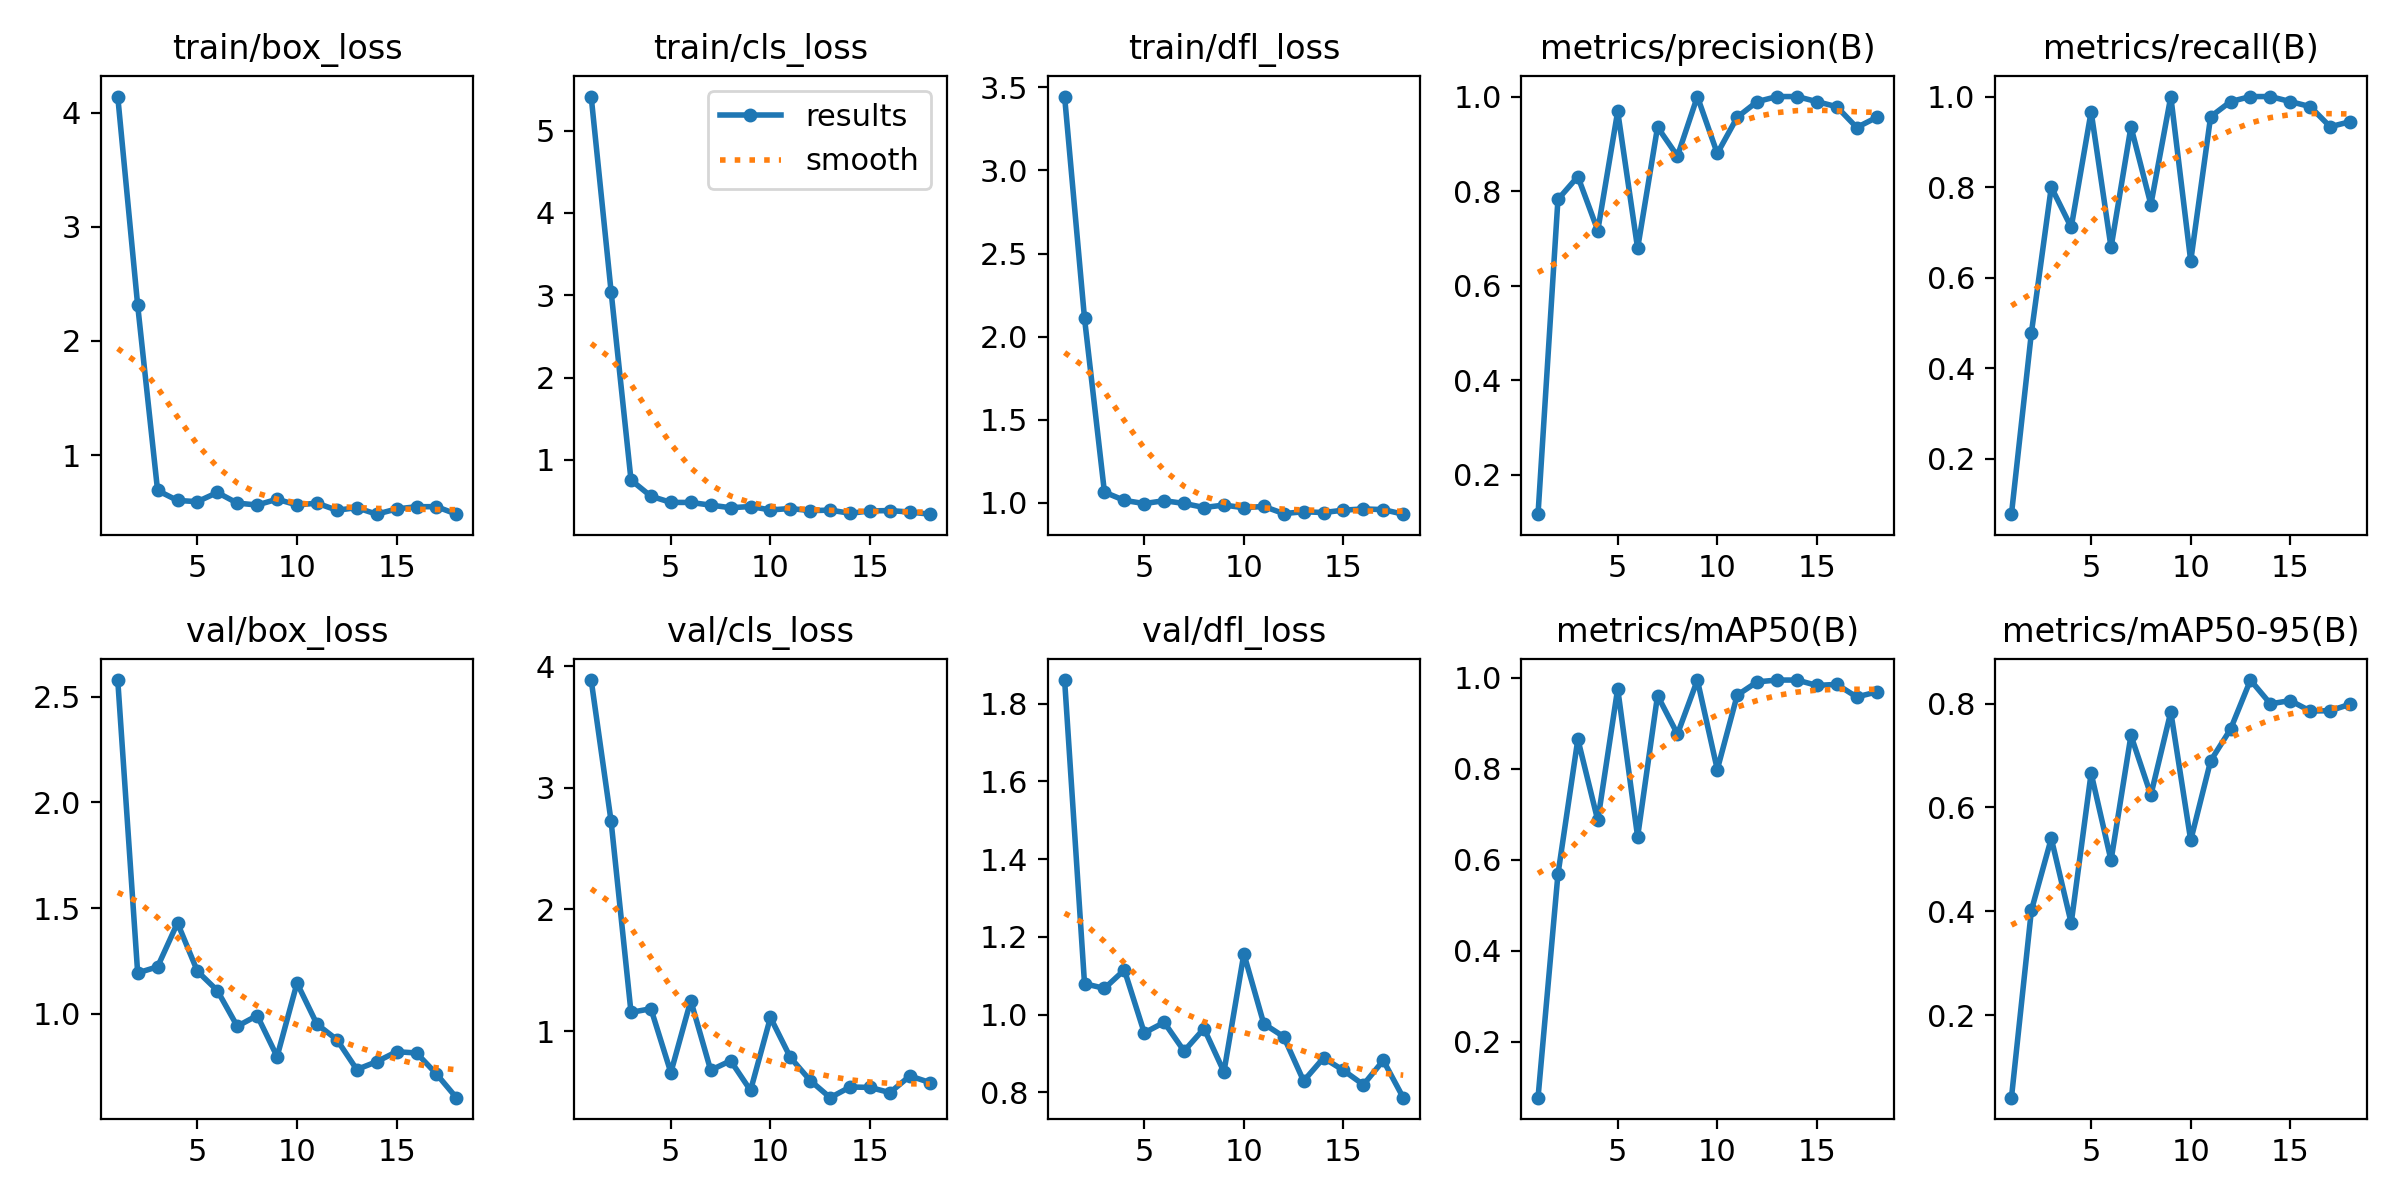 train/box_loss
4
3
2
1
5 10 15
train/cls_loss
results
smooth
5
4
3
2
1
5 10 15
train/dfl_loss
3.5
3.0
2.5
2.0
1.5
1.0
5 10 15
metrics/precision(B)
1.0
0.8
0.6
0.4
0.2
5 10 15
metrics/recall(B)
1.0
0.8
0.6
0.4
0.2
5 10 15
val/box_loss
2.5
2.0
1.5
1.0
5 10 15
val/cls_loss
4
3
2
1
5 10 15
val/dfl_loss
1.8
1.6
1.4
1.2
1.0
0.8
5 10 15
metrics/mAP50(B)
1.0
0.8
0.6
0.4
0.2
5 10 15
metrics/mAP50-95(B)
0.8
0.6
0.4
0.2
5 10 15